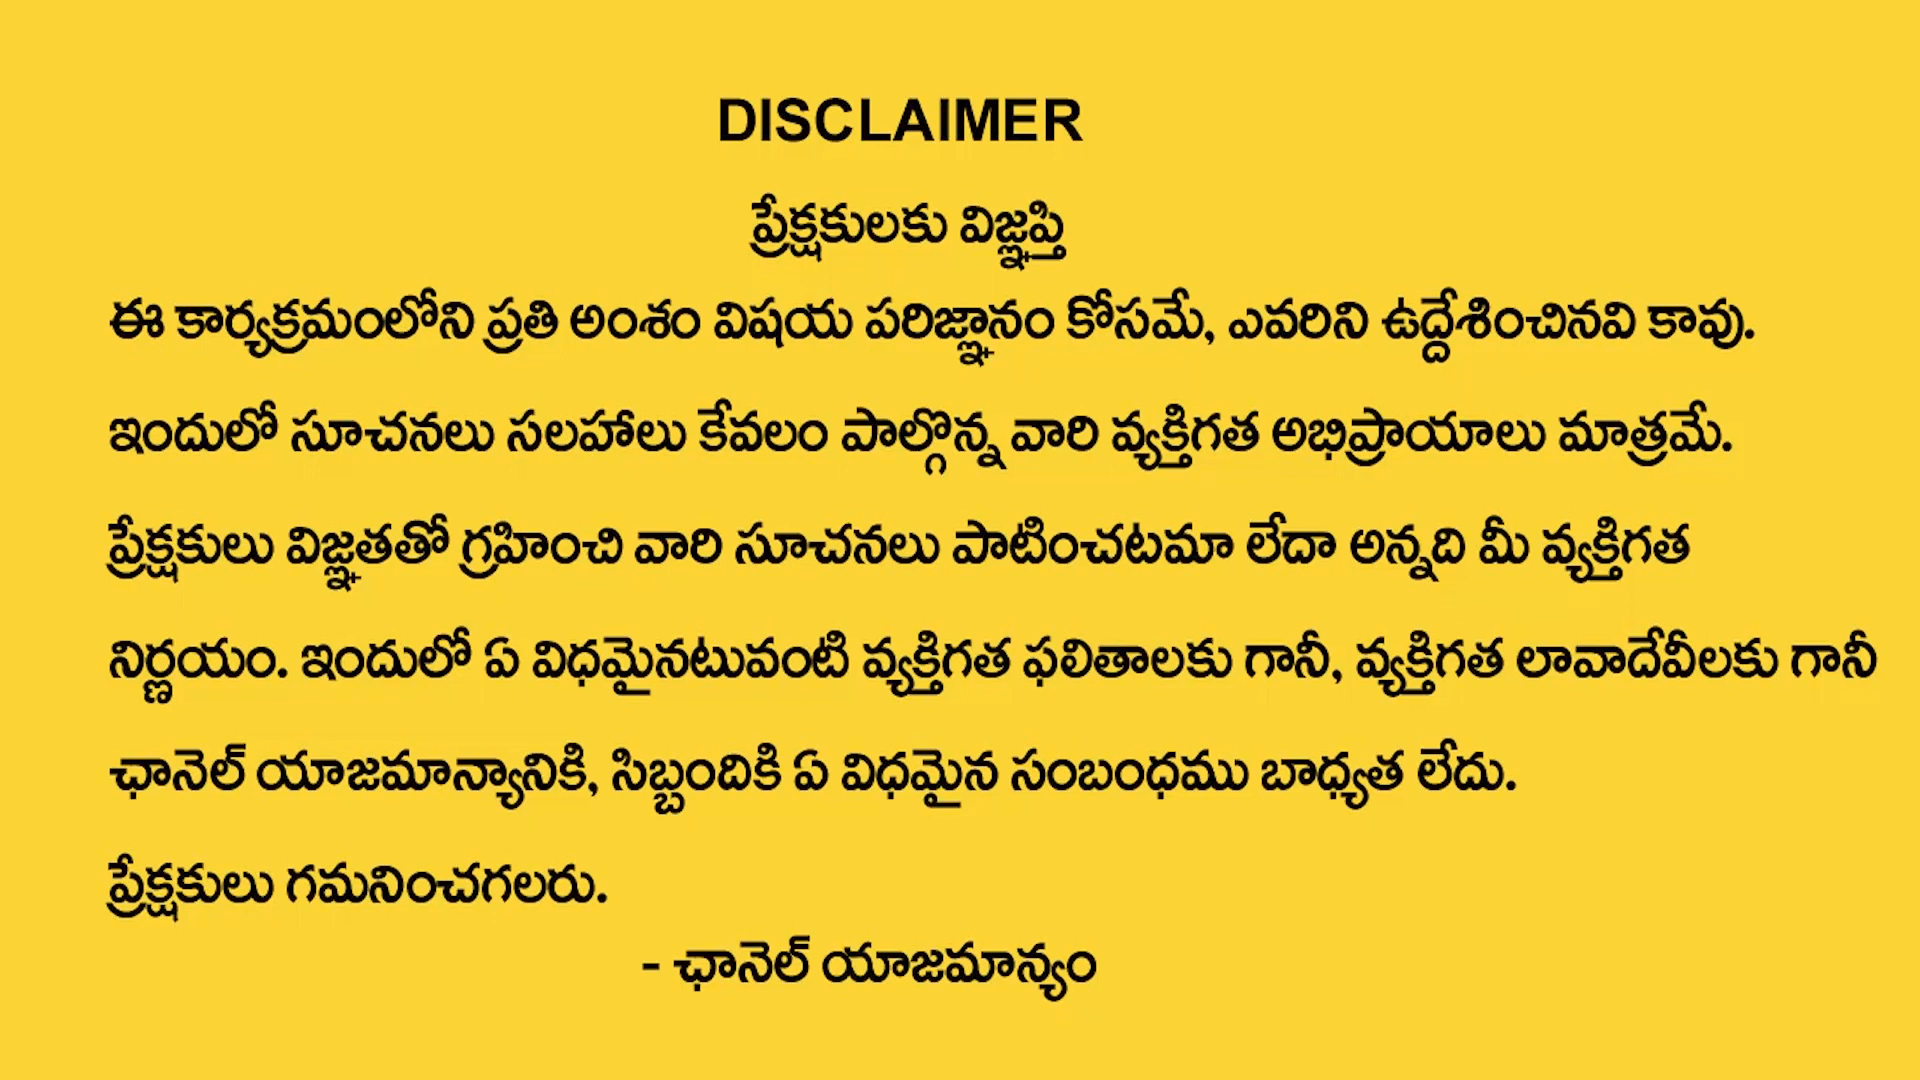 DISCLAIMER
ప్రేక్షకులకు విజ్ఞప్తి
ఈ కార్యక్రమంలోని ప్రతి అంశం విషయ పరిజ్ఞానం కోసమే, ఎవరిని ఉద్దేశించినవి కావు.
ఇందులో సూచనలు సలహాలు కేవలం పాల్గొన్న వారి వ్యక్తిగత అభిప్రాయాలు మాత్రమే.
ప్రేక్షకులు విజ్ఞతతో గ్రహించి వారి సూచనలు పాటించటమా లేదా అన్నది మీ వ్యక్తిగత
నిర్ణయం. ఇందులో ఏ విధమైనటువంటి వ్యక్తిగత ఫలితాలకు గానీ, వ్యక్తిగత లావాదేవీలకు గానీ
ఛానెల్ యాజమాన్యానికి, సిబ్బందికి ఏ విధమైన సంబంధము బాధ్యత లేదు.
ప్రేక్షకులు గమనించగలరు.
- ఛానెల్ యాజమాన్యం